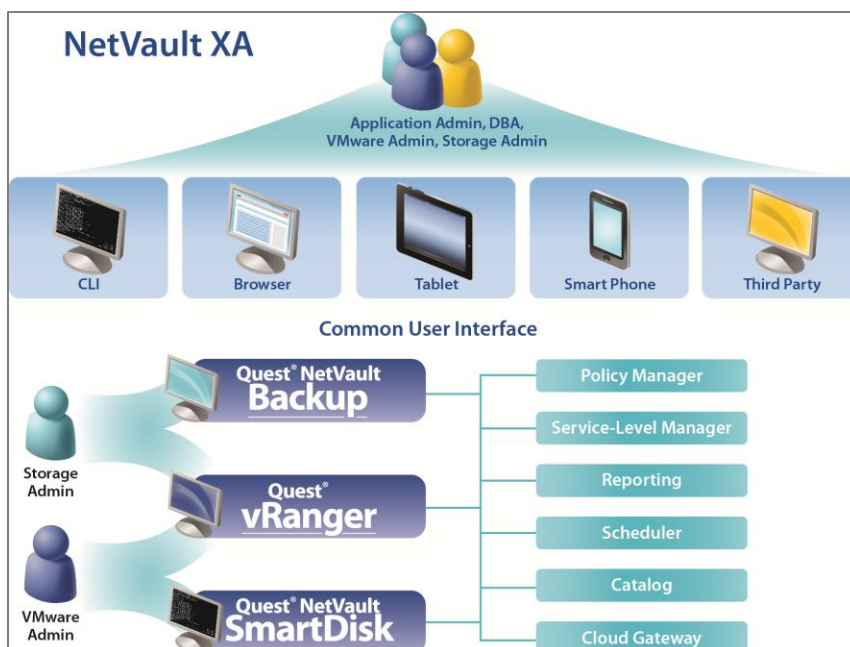 NetVault XA
Application Admin, DBA,
VMware Admin, Storage Admin
CLI
Browser
Tablet
Smart Phone
Third Party
Common User Interface
Storage
Admin
VMware
Admin
Quest® NetVault
Backup
Quest®
vRanger
Quest® NetVault
SmartDisk
Policy Manager
Service-Level Manager
Reporting
Scheduler
Catalog
Cloud Gateway